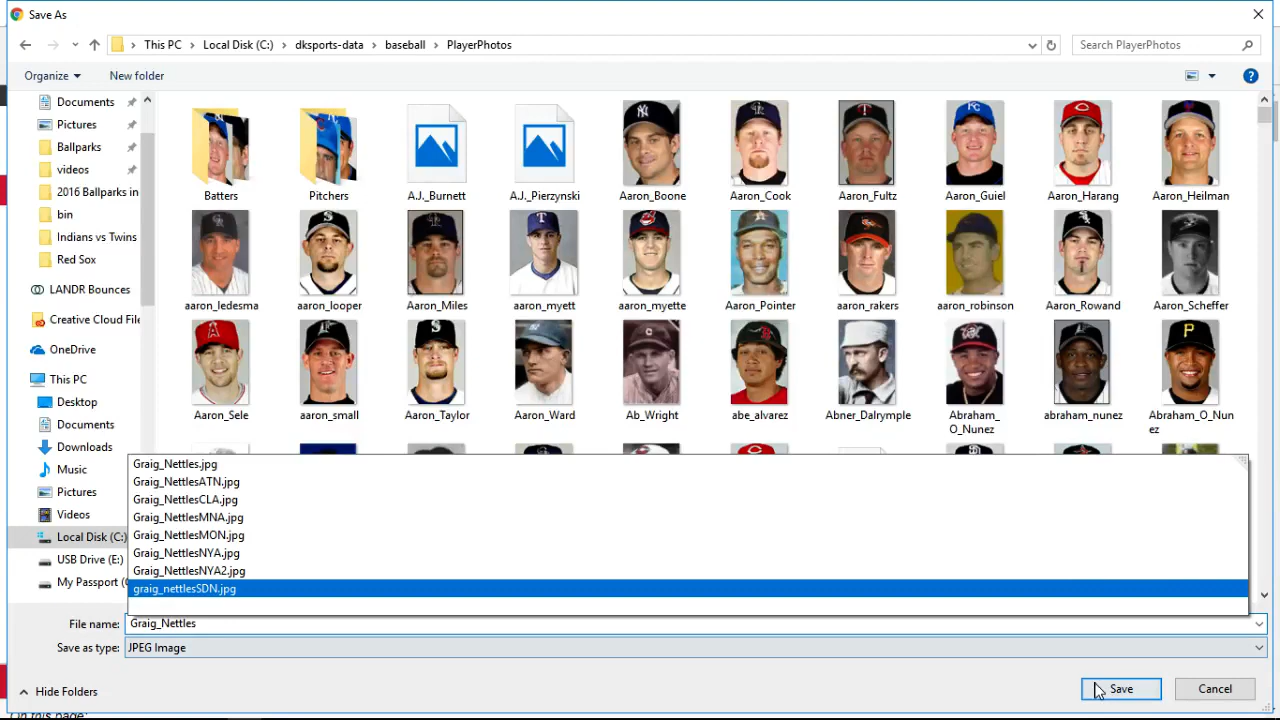 Save As
This PC
Local Disk (C:)
dksports-data
baseball
PlayerPhotos
Search PlayerPhotos
Organize
New folder
Documents
Pictures
Ballparks
videos
2016 Ballparks in
bin
Indians vs Twins
Red Sox
LANDR Bounces
Creative Cloud File
OneDrive
This PC
Desktop
Documents
Downloads
Music
Pictures
Videos
Local Disk (C:)
USB Drive (E:)
My Passport (
Batters
Pitchers
A.J._Burnett
A.J._Pierzynski
Aaron_Boone
Aaron_Cook
Aaron_Fultz
Aaron_Guiel
Aaron_Harang
Aaron_Heilman
aaron_ledesma
aaron_looper
Aaron_Miles
aaron_myett
aaron_myette
Aaron_Pointer
aaron_rakers
aaron_robinson
Aaron_Rowand
Aaron_Scheffer
Aaron_Sele
aaron_small
Aaron_Taylor
Aaron_Ward
Ab_Wright
abe_alvarez
Abner_Dalrymple
Abraham_
O_Nunez
abraham_nunez
Abraham_O_Nun
ez
Graig_Nettles.jpg
Graig_NettlesATN.jpg
Graig_NettlesCLA.jpg
Graig_NettlesMNA.jpg
Graig_NettlesMON.jpg
Graig_NettlesNYA.jpg
Graig_NettlesNYA2.jpg
graig_nettlesSDN.jpg
File name: Graig_Nettles
Save as type: JPEG Image
Hide Folders
Save
Cancel
On this page: